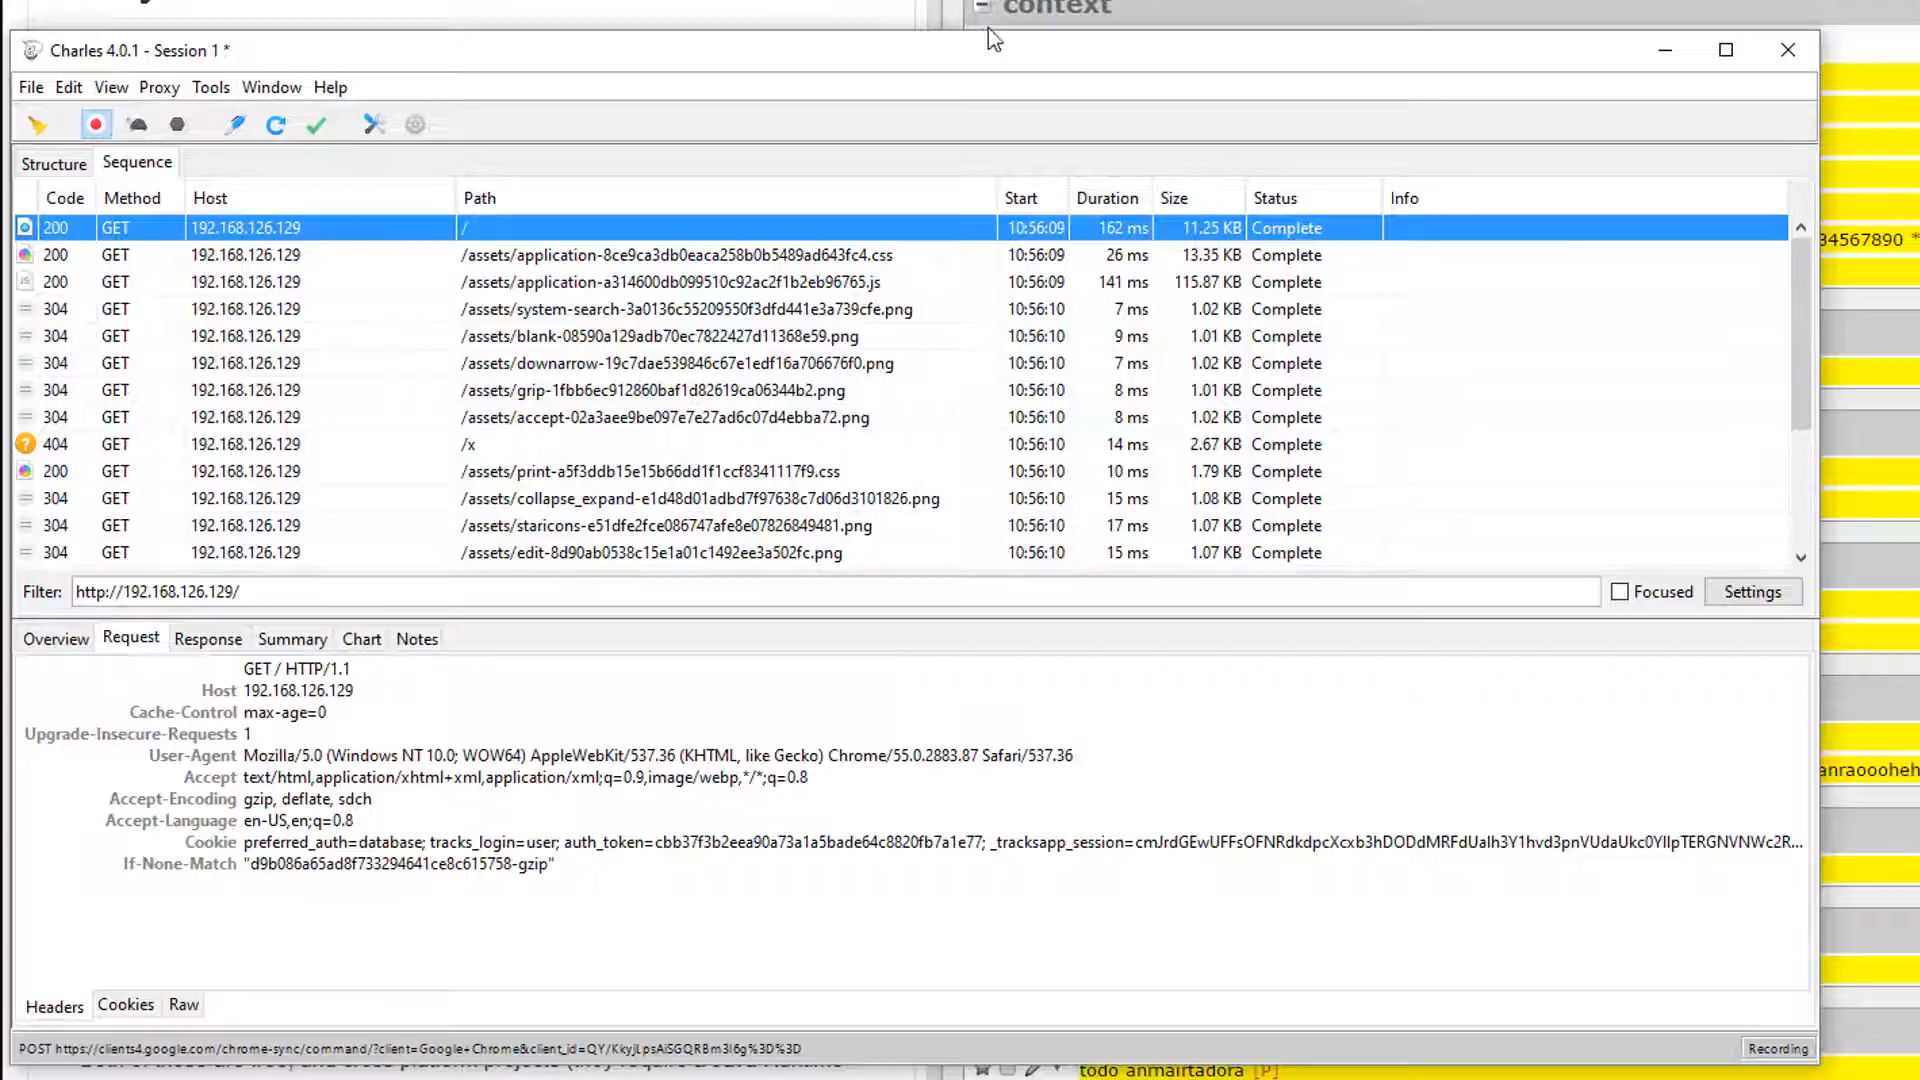 context
Charles 4.0.1 - Session 1 *
File Edit View Proxy Tools Window Help
Structure Sequence
Code Method Host Path Start Duration Size Status Info
200 GET 192.168.126.129 / 10:56:09 162 ms 11.25 KB Complete
200 GET 192.168.126.129 /assets/application-8ce9ca3db0eaca258b0b5489ad643fc4.css 10:56:09 26 ms 13.35 KB Complete
34567890 *
JS 200 GET 192.168.126.129 /assets/application-a314600db099510c92ac2f1b2eb96765.js 10:56:09 141 ms 115.87 KB Complete
304 GET 192.168.126.129 /assets/system-search-3a0136c55209550f3dfd441e3a739cfe.png 10:56:10 7 ms 1.02 KB Complete
304 GET 192.168.126.129 /assets/blank-08590a129adb70ec7822427d11368e59.png 10:56:10 9 ms 1.01 KB Complete
304 GET 192.168.126.129 /assets/downarrow-19c7dae539846c67e1edf16a706676f0.png 10:56:10 7 ms 1.02 KB Complete
304 GET 192.168.126.129 /assets/grip-1fbb6ec912860baf1d82619ca06344b2.png 10:56:10 8 ms 1.01 KB Complete
304 GET 192.168.126.129 /assets/accept-02a3aee9be097e7e27ad6c07d4ebba72.png 10:56:10 8 ms 1.02 KB Complete
? 404 GET 192.168.126.129 /x 10:56:10 14 ms 2.67 KB Complete
200 GET 192.168.126.129 /assets/print-a5f3ddb15e15b66dd1f1ccf8341117f9.css 10:56:10 10 ms 1.79 KB Complete
304 GET 192.168.126.129 /assets/collapse_expand-e1d48d01adbd7f97638c7d06d3101826.png 10:56:10 15 ms 1.08 KB Complete
304 GET 192.168.126.129 /assets/staricons-e51dfe2fce086747afe8e07826849481.png 10:56:10 17 ms 1.07 KB Complete
304 GET 192.168.126.129 /assets/edit-8d90ab0538c15e1a01c1492ee3a502fc.png 10:56:10 15 ms 1.07 KB Complete
Filter: http://192.168.126.129/ Focused Settings
Overview Request Response Summary Chart Notes
GET / HTTP/1.1
Host 192.168.126.129
Cache-Control max-age=0
Upgrade-Insecure-Requests 1
User-Agent Mozilla/5.0 (Windows NT 10.0; WOW64) AppleWebKit/537.36 (KHTML, like Gecko) Chrome/55.0.2883.87 Safari/537.36
anraoooheh
Accept text/html,application/xhtml+xml,application/xml;q=0.9,image/webp,*/*;q=0.8
Accept-Encoding gzip, deflate, sdch
Accept-Language en-US,en;q=0.8
Cookie preferred_auth=database; tracks_login=user; auth_token=cbb37f3b2eea90a73a1a5bade64c8820fb7a1e77; _tracksapp_session=cmJrdGEwUFFsOFNRdkdpcXcxb3hDODdMRFdUalh3Y1hvd3pnVUdaUkc0YllpTERGNVNWc2R...
If-None-Match "d9b086a65ad8f733294641ce8c615758-gzip"
Headers Cookies Raw
POST https://clients4.google.com/chrome-sync/command/?client=Google+Chrome&client_id=QY/KkyjLpsAiSGQRBm3I6g%3D%3D Recording
todo anmairtadora [P]